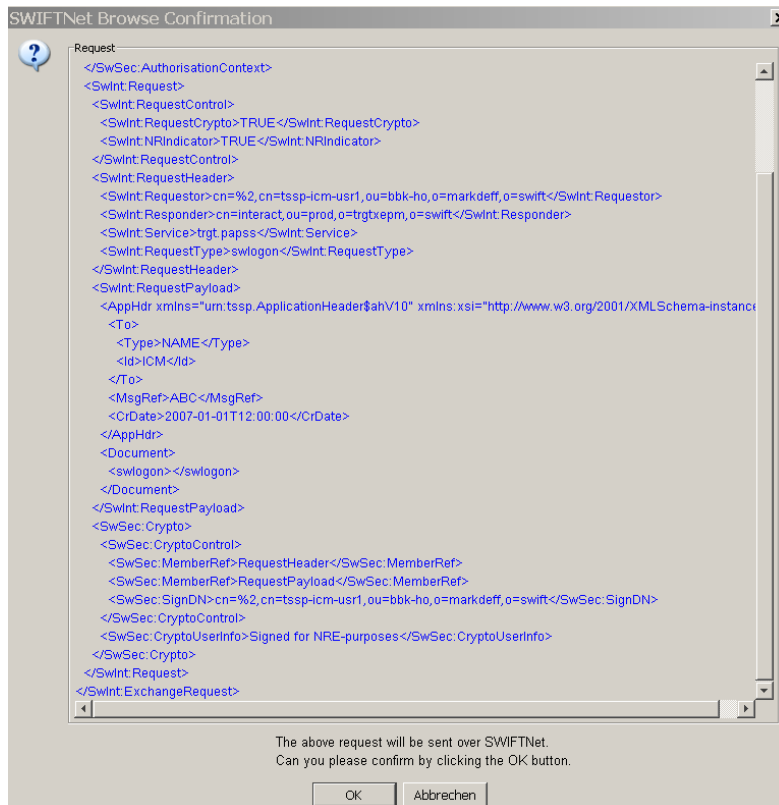 SWIFTNet Browse Confirmation
Request
</SwSec:AuthorisationContext>
<SwInt:Request>
<SwInt:RequestControl>
<SwInt:RequestCrypto>TRUE</SwInt:RequestCrypto>
<SwInt:NRIndicator>TRUE</SwInt:NRIndicator>
</SwInt:RequestControl>
<SwInt:RequestHeader>
<SwInt:Requestor>cn=%2,cn=tssp-icm-usr1,ou=bbk-ho,o=markdeff,o=swift</SwInt:Requestor>
<SwInt:Responder>cn=interact,ou=prod,o=trgtxepm,o=swift</SwInt:Responder>
<SwInt:Service>trgt.papss</SwInt:Service>
<SwInt:RequestType>swlogon</SwInt:RequestType>
</SwInt:RequestHeader>
<SwInt:RequestPayload>
<AppHdr xmlns="urn:tssp.ApplicationHeader$ahV10" xmlns:xsi="http://www.w3.org/2001/XMLSchema-instance
<To>
<Type>NAME</Type>
<Id>ICM</Id>
</To>
<MsgRef>ABC</MsgRef>
<CrDate>2007-01-01T12:00:00</CrDate>
</AppHdr>
<Document>
<swlogon></swlogon>
</Document>
</SwInt:RequestPayload>
<SwSec:Crypto>
<SwSec:CryptoControl>
<SwSec:MemberRef>RequestHeader</SwSec:MemberRef>
<SwSec:MemberRef>RequestPayload</SwSec:MemberRef>
<SwSec:SignDN>cn=%2,cn=tssp-icm-usr1,ou=bbk-ho,o=markdeff,o=swift</SwSec:SignDN>
</SwSec:CryptoControl>
<SwSec:CryptoUserInfo>Signed for NRE-purposes</SwSec:CryptoUserInfo>
</SwSec:Crypto>
</SwInt:Request>
</SwInt:ExchangeRequest>
The above request will be sent over SWIFTNet.
Can you please confirm by clicking the OK button.
OK
Abbrechen